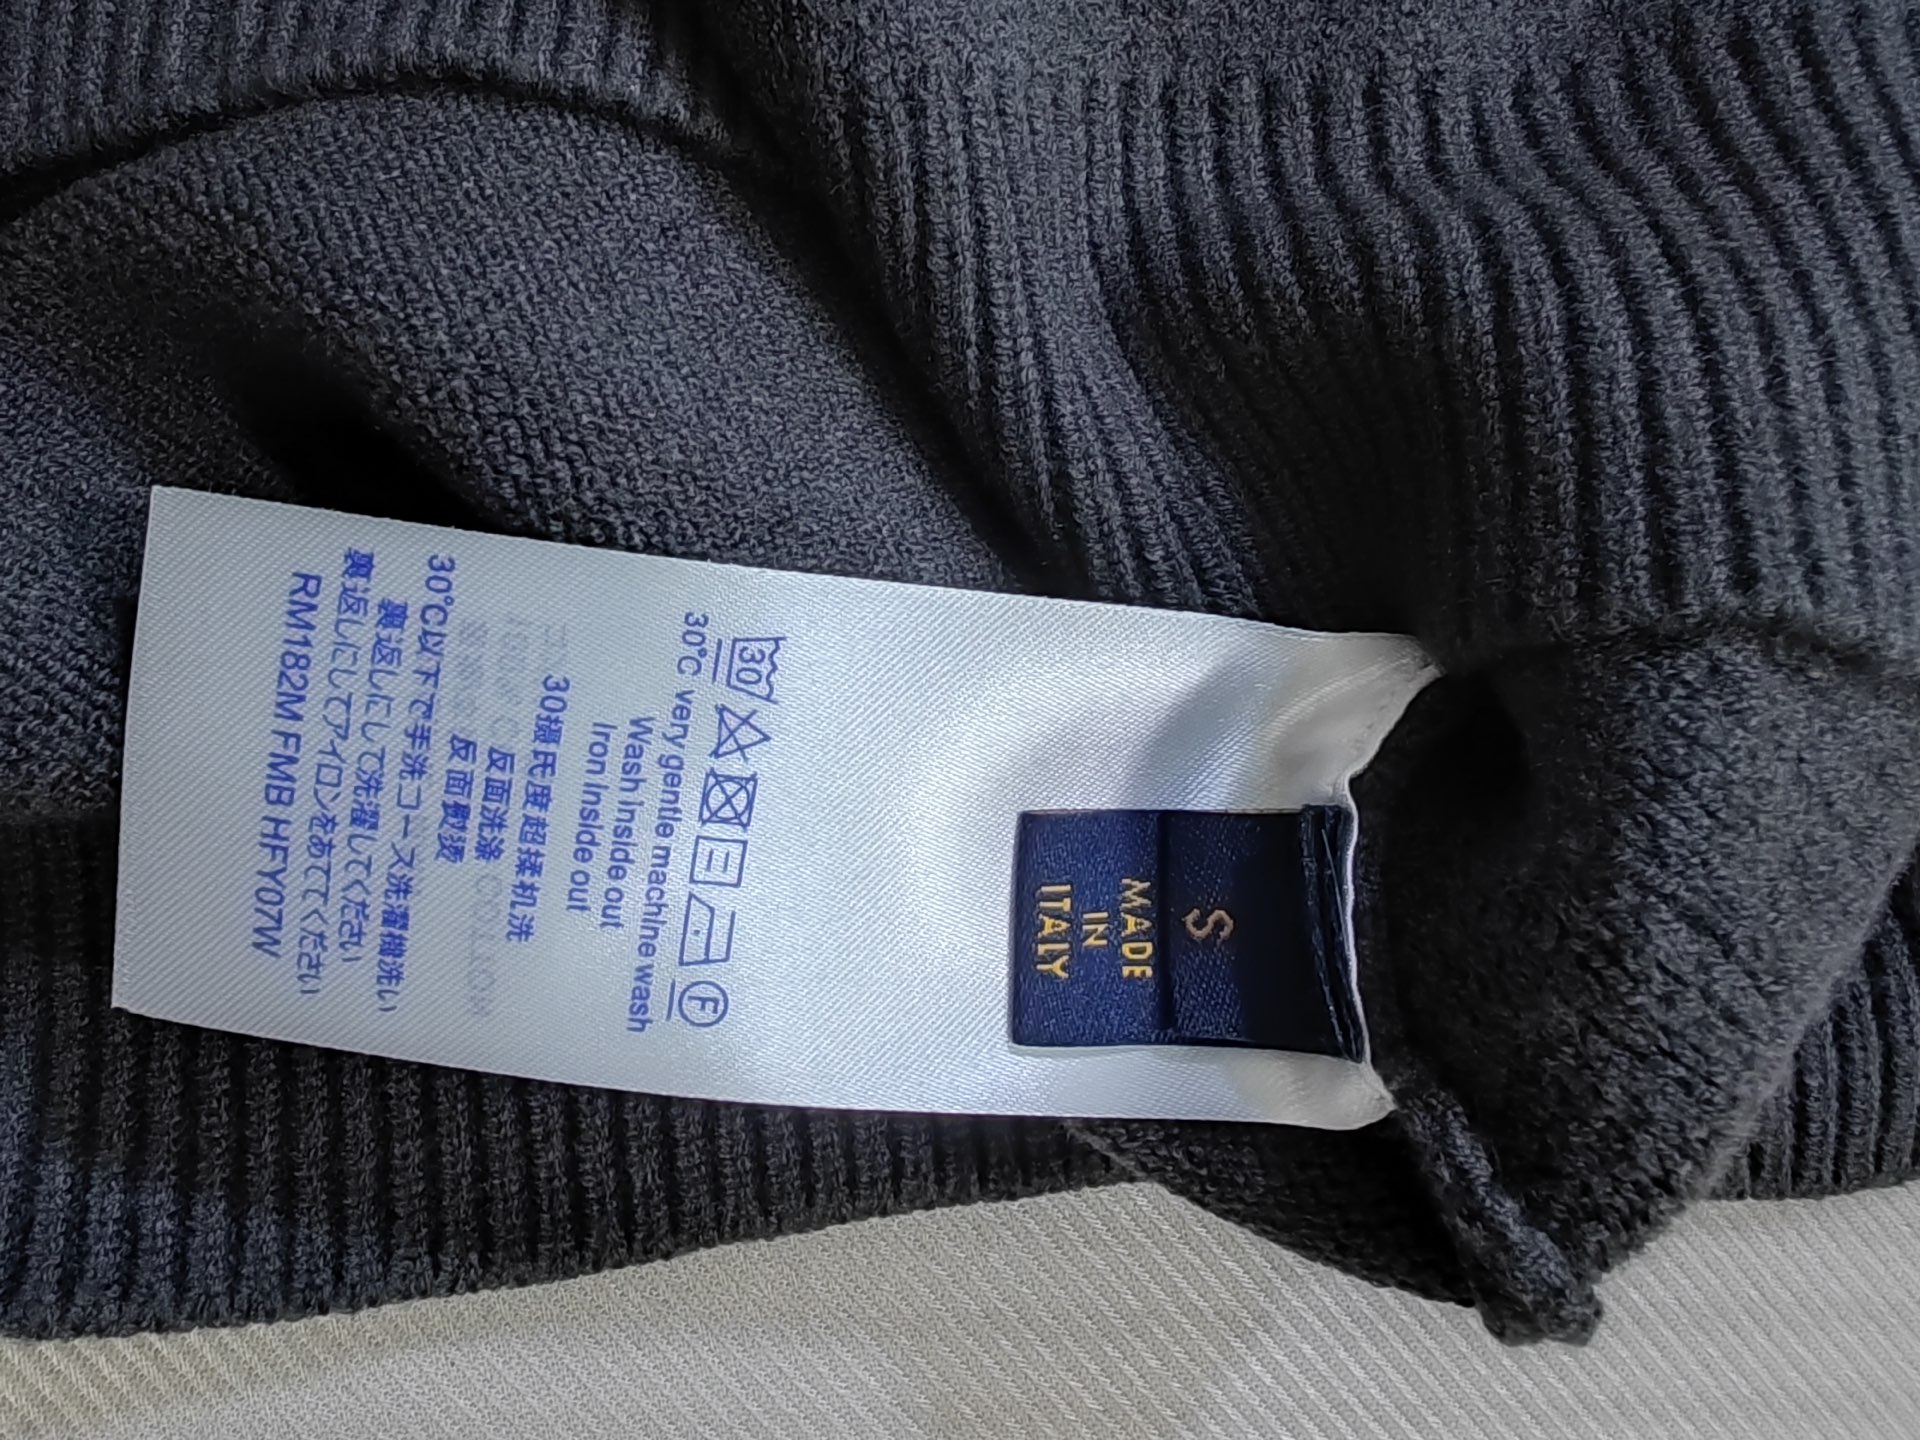 S
MADE
IN
ITALY
30
F
30°C very gentle machine wash
Wash inside out
Iron inside out
30摄氏度超揉机洗
反面洗涤
反面熨烫
30℃以下で手洗コース洗濯機洗い
裏返しにして洗濯してください
裏返しにしてアイロンをあててください
RM182M FMB HFY07W